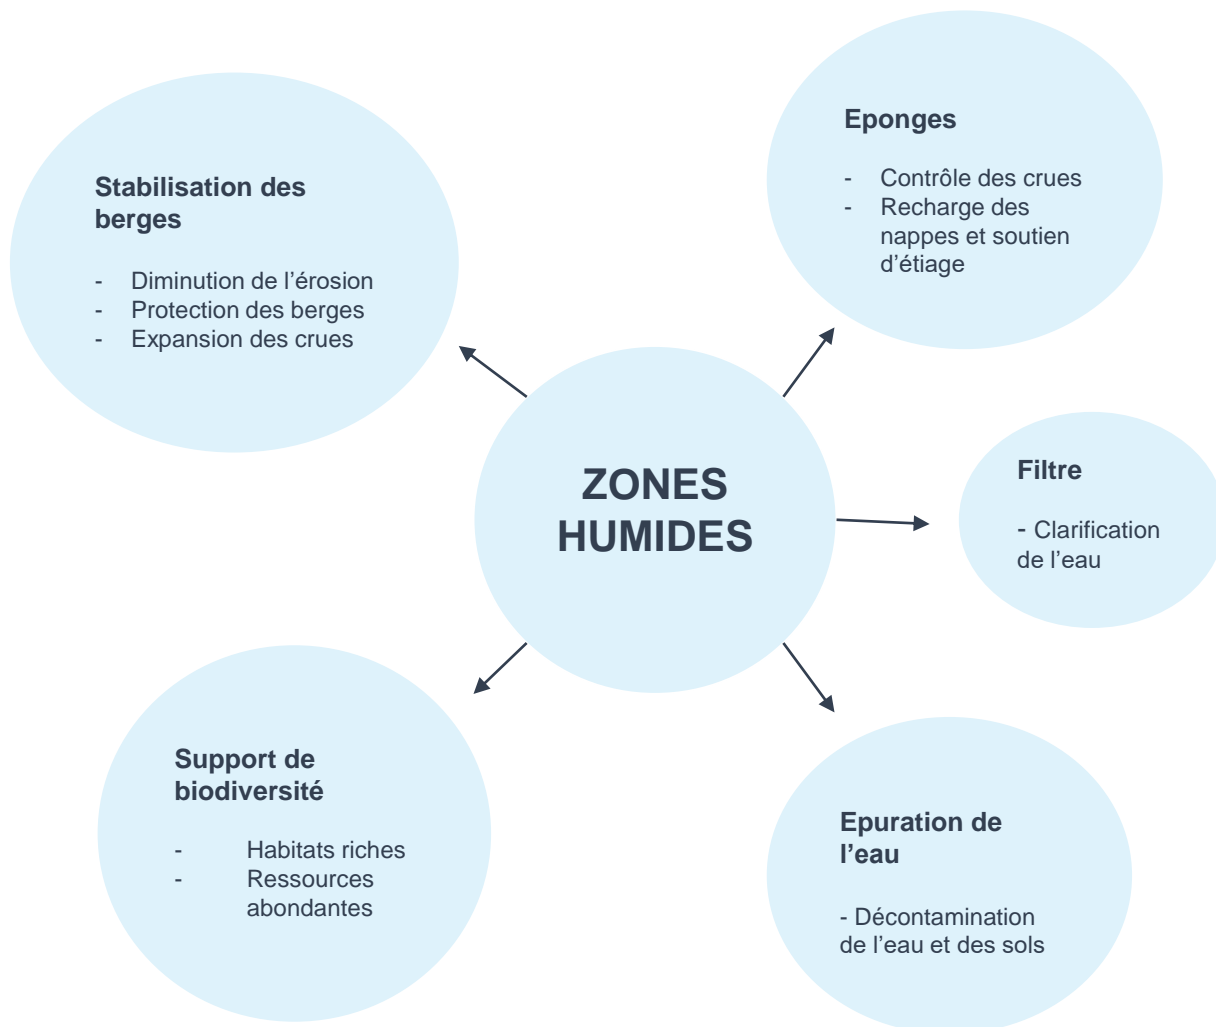 Eponges
- Contrôle des crues
- Recharge des
nappes et soutien
d’étiage
Stabilisation des
berges
- Diminution de l’érosion
- Protection des berges
- Expansion des crues
ZONES
HUMIDES
Filtre
- Clarification
de l’eau
Support de
biodiversité
- Habitats riches
- Ressources
abondantes
Epuration de
l’eau
- Décontamination
de l’eau et des sols